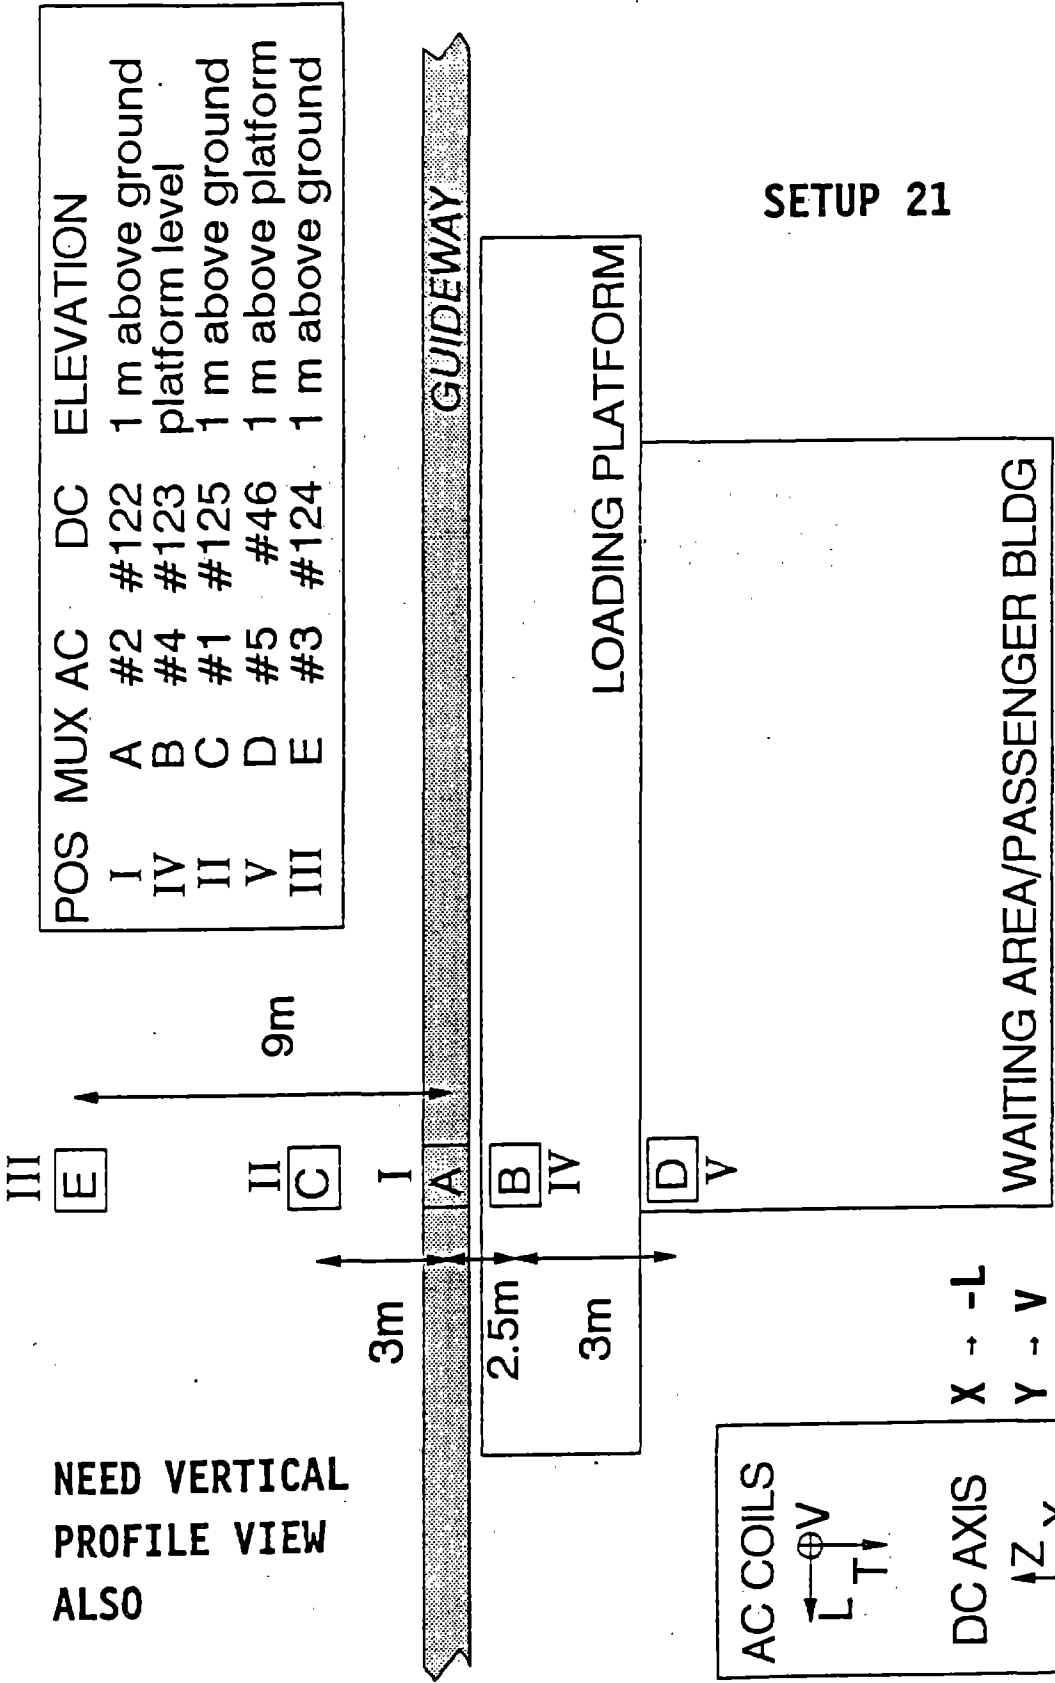 POS MUX AC DC ELEVATION
I A #2 #122 1 m above ground
IV B #4 #123 platform level
II C #1 #125 1 m above ground
V D #5 #46 1 m above platform
III E #3 #124 1 m above ground
III
E
9m
II
C
I
A
GUIDEWAY
3m
B
IV
2.5m
3m
D
V
LOADING PLATFORM
WAITING AREA/PASSENGER BLDG
SETUP 21
NEED VERTICAL
PROFILE VIEW
ALSO
AC COILS
V
L
T
DC AXIS
Z
X → -L
Y → V